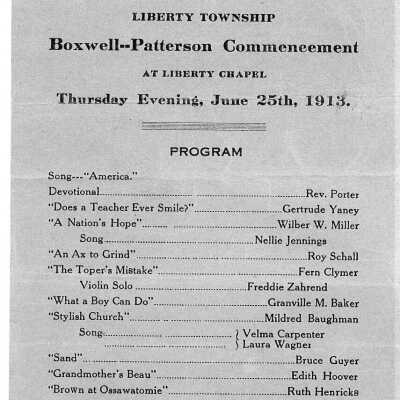 LIBERTY TOWNSHIP
Boxwell--Patterson Commencement
AT LIBERTY CHAPEL
Thursday Evening, June 25th, 1913.
PROGRAM
Song---"America."
Devotional........Rev. Porter
"Does a Teacher Ever Smile?"........Gertrude Yaney
"A Nation's Hope"........Wilber W. Miller
Song........Nellie Jennings
"An Ax to Grind"........Roy Schall
"The Toper's Mistake"........Fern Clymer
Violin Solo........Freddie Zahrend
"What a Boy Can Do"........Granville M. Baker
"Stylish Church"........Mildred Baughman
Song........{ Velma Carpenter
........{ Laura Wagner
"Sand"........Bruce Guyer
"Grandmother's Beau"........Edith Hoover
"Brown at Ossawatomie"........Ruth Henricks